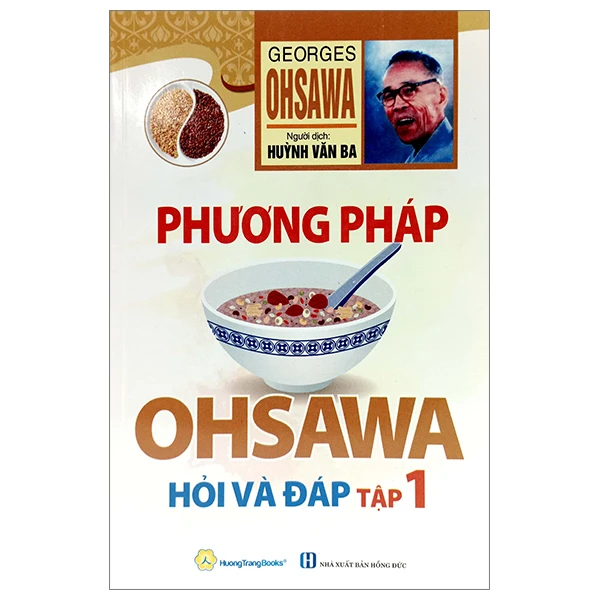 GEORGES
OHSAWA
Người dịch:
HUỲNH VĂN BA
PHƯƠNG PHÁP
OHSAWA
HỎI VÀ ĐÁP TẬP 1
HuongTrangBooks®
NHÀ XUẤT BẢN HỒNG ĐỨC